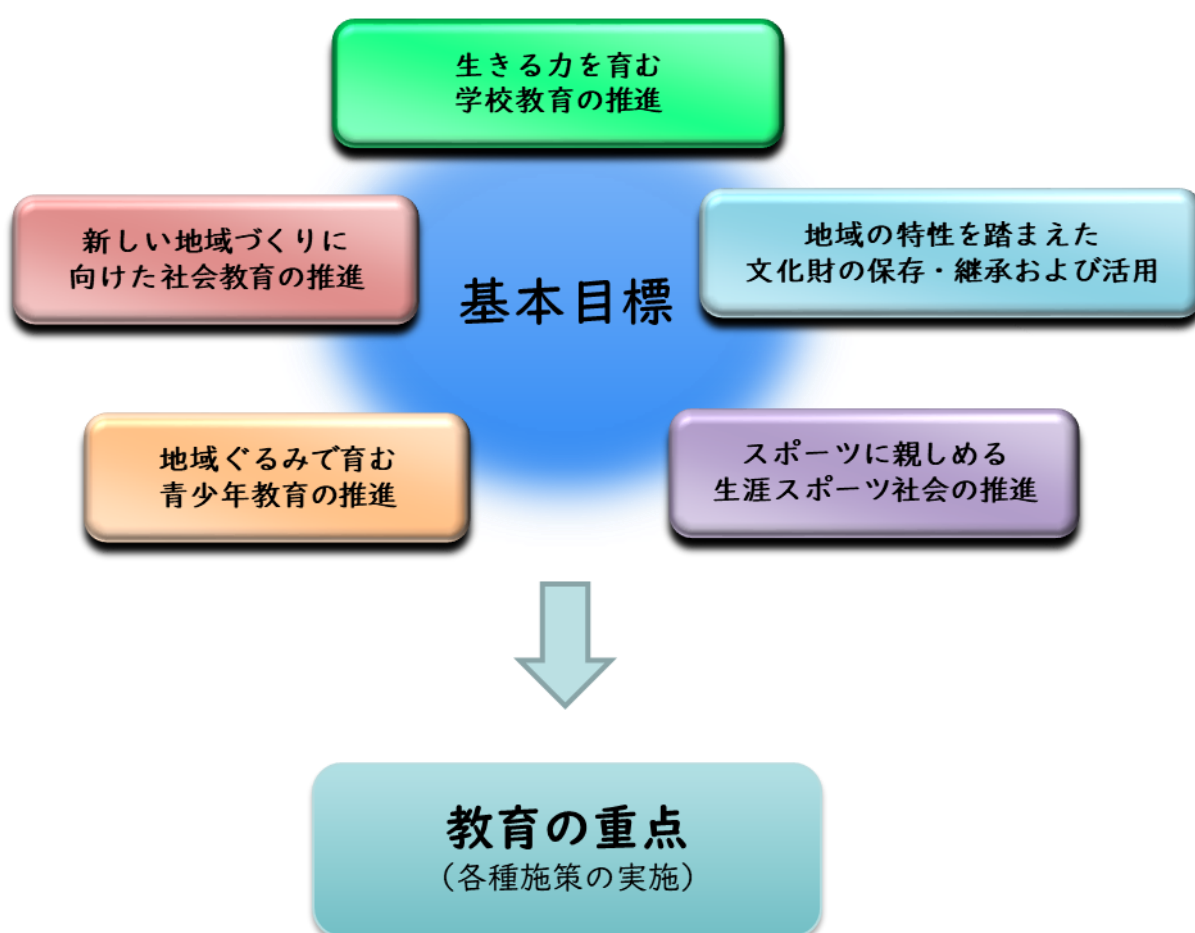 生きる力を育む
学校教育の推進
新しい地域づくりに
向けた社会教育の推進
地域の特性を踏まえた
文化財の保存・継承および活用
基本目標
地域ぐるみで育む
青少年教育の推進
スポーツに親しめる
生涯スポーツ社会の推進
教育の重点
（各種施策の実施）